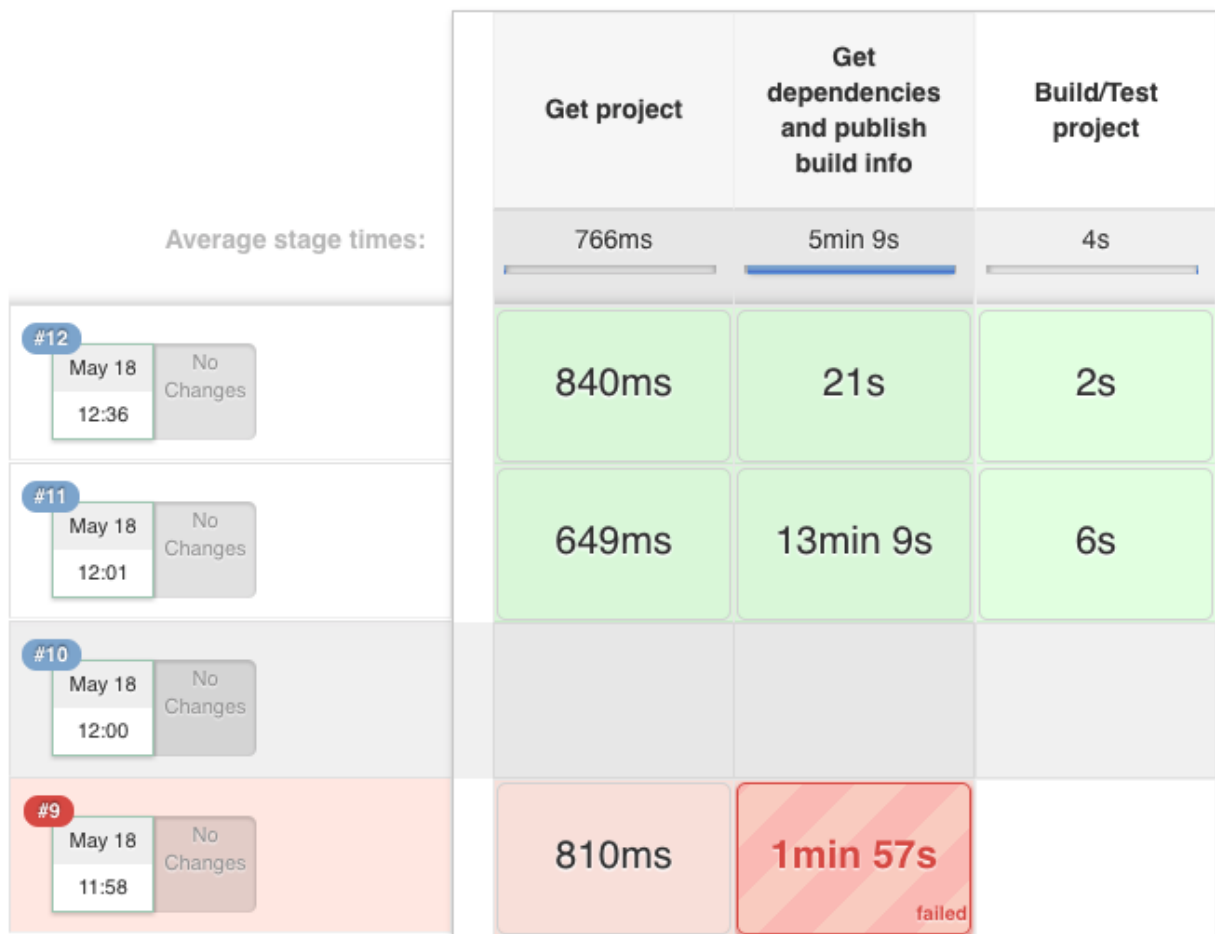 Get project
Get
dependencies
and publish
build info
Build/Test
project
Average stage times:
766ms
5min 9s
4s
#12
May 18
12:36
No
Changes
840ms
21s
2s
#11
May 18
12:01
No
Changes
649ms
13min 9s
6s
#10
May 18
12:00
No
Changes
#9
May 18
11:58
No
Changes
810ms
1min 57s
failed